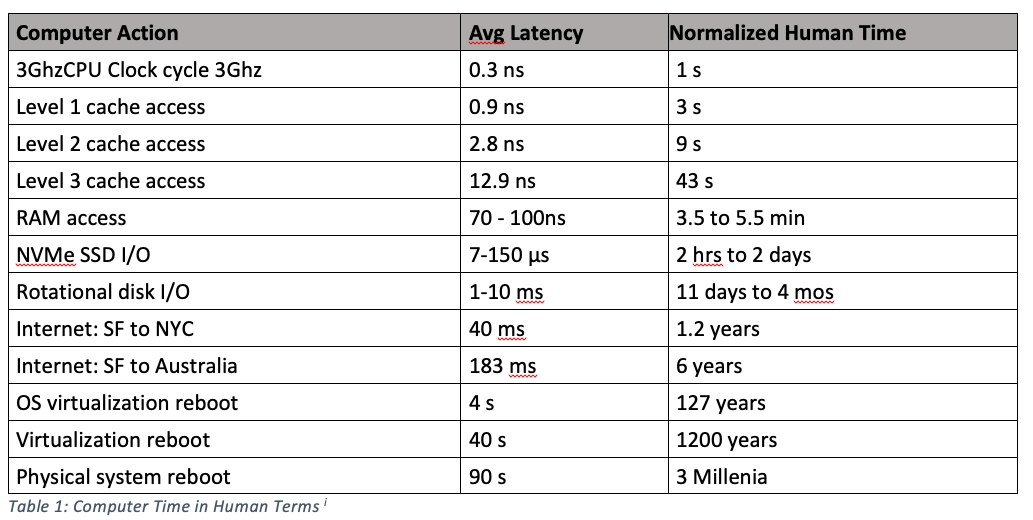 Computer Action Avg Latency Normalized Human Time
3GhzCPU Clock cycle 3Ghz 0.3 ns 1 s
Level 1 cache access 0.9 ns 3 s
Level 2 cache access 2.8 ns 9 s
Level 3 cache access 12.9 ns 43 s
RAM access 70 - 100ns 3.5 to 5.5 min
NVMe SSD I/O 7-150 μs 2 hrs to 2 days
Rotational disk I/O 1-10 ms 11 days to 4 mos
Internet: SF to NYC 40 ms 1.2 years
Internet: SF to Australia 183 ms 6 years
OS virtualization reboot 4 s 127 years
Virtualization reboot 40 s 1200 years
Physical system reboot 90 s 3 Millenia
Table 1: Computer Time in Human Terms i